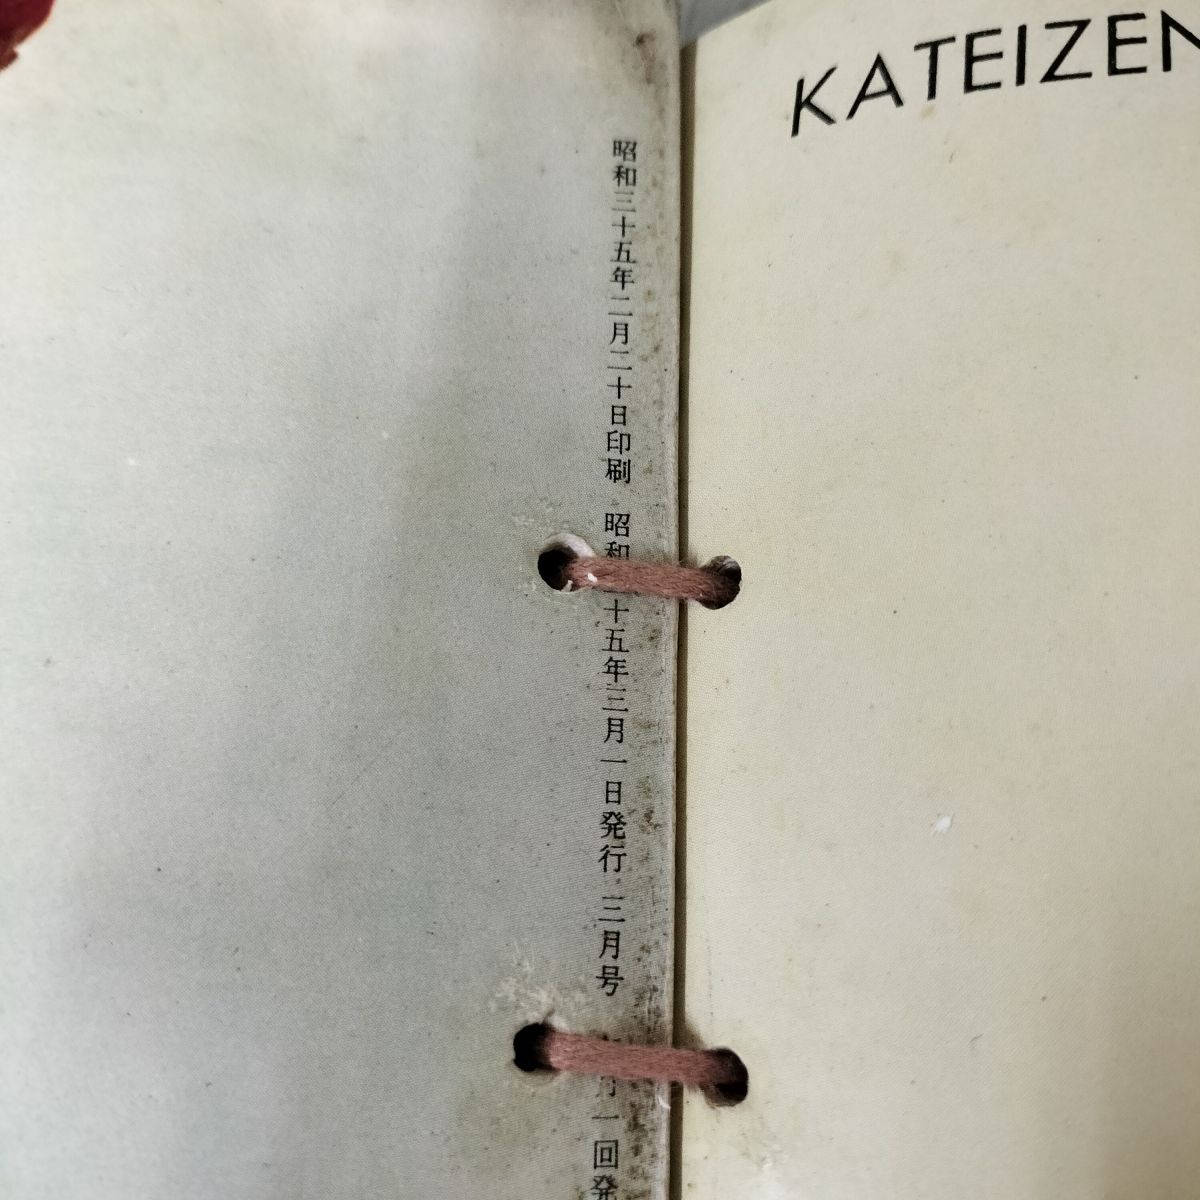 昭和三十五年二月二十日印刷 昭和 十五年三月一日発行 三月号 月一回発
KATEIZEN